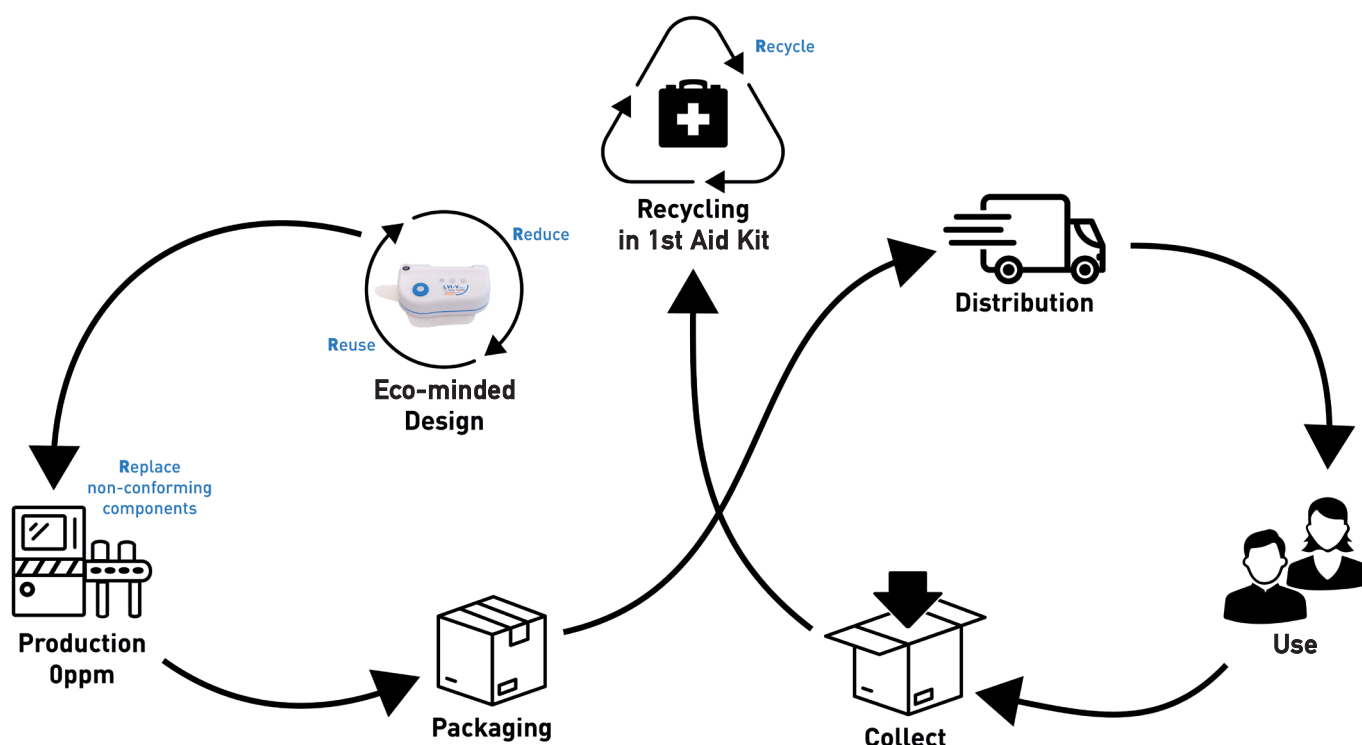 Recycle
Recycling
in 1st Aid Kit
Reduce
LVI-V
Reuse
Eco-minded
Design
Distribution
Replace
non-conforming
components
Production
0ppm
Packaging
Collect
Use